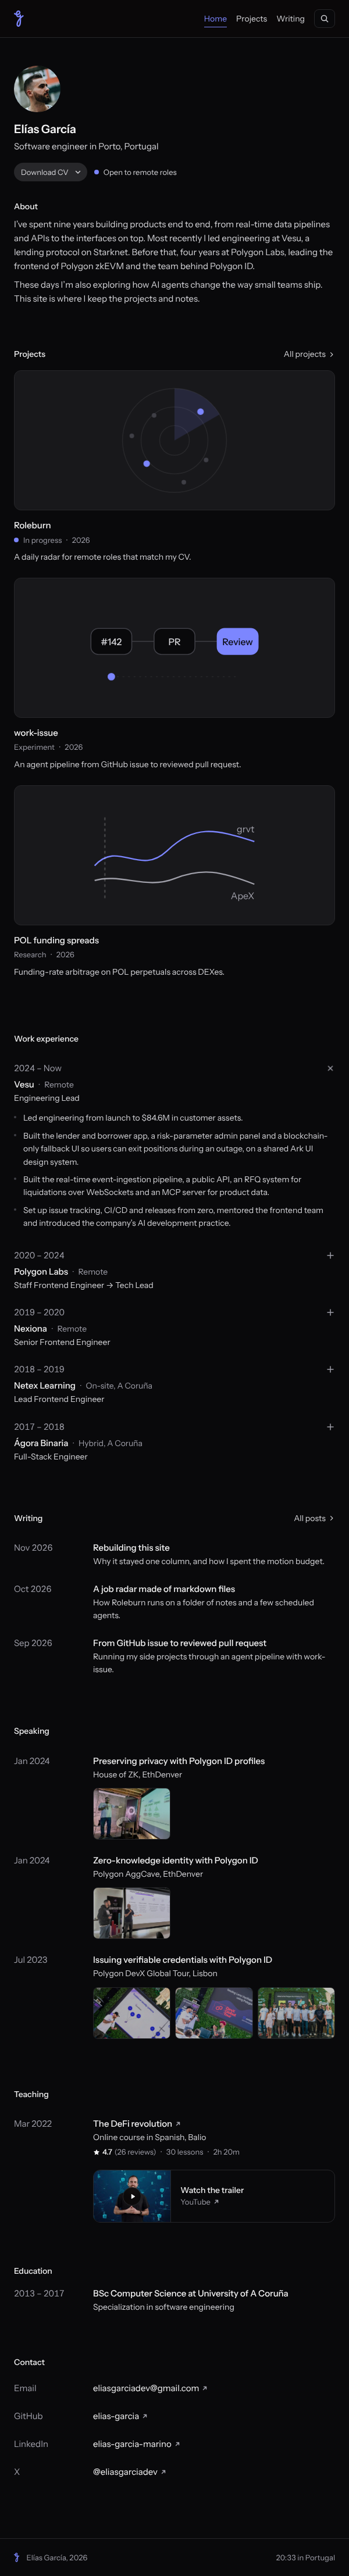 Home Projects Writing
Elías García
Software engineer in Porto, Portugal
Download CV
Open to remote roles
About
I've spent nine years building products end to end, from real-time data pipelines
and APIs to the interfaces on top. Most recently I led engineering at Vesu, a
lending protocol on Starknet. Before that, four years at Polygon Labs, leading the
frontend of Polygon zkEVM and the team behind Polygon ID.
These days I'm also exploring how AI agents change the way small teams ship.
This site is where I keep the projects and notes.
Projects
All projects
Roleburn
In progress · 2026
A daily radar for remote roles that match my CV.
#142
PR
Review
work-issue
Experiment · 2026
An agent pipeline from GitHub issue to reviewed pull request.
grvt
ApeX
POL funding spreads
Research · 2026
Funding-rate arbitrage on POL perpetuals across DEXes.
Work experience
2024 – Now
Vesu · Remote
Engineering Lead
Led engineering from launch to $84.6M in customer assets.
Built the lender and borrower app, a risk-parameter admin panel and a blockchain-
only fallback UI so users can exit positions during an outage, on a shared Ark UI
design system.
Built the real-time event-ingestion pipeline, a public API, an RFQ system for
liquidations over WebSockets and an MCP server for product data.
Set up issue tracking, CI/CD and releases from zero, mentored the frontend team
and introduced the company's AI development practice.
2020 – 2024
Polygon Labs · Remote
Staff Frontend Engineer → Tech Lead
2019 – 2020
Nexiona · Remote
Senior Frontend Engineer
2018 – 2019
Netex Learning · On-site, A Coruña
Lead Frontend Engineer
2017 – 2018
Ágora Binaria · Hybrid, A Coruña
Full-Stack Engineer
Writing
All posts
Nov 2026
Rebuilding this site
Why it stayed one column, and how I spent the motion budget.
Oct 2026
A job radar made of markdown files
How Roleburn runs on a folder of notes and a few scheduled
agents.
Sep 2026
From GitHub issue to reviewed pull request
Running my side projects through an agent pipeline with work-
issue.
Speaking
Jan 2024
Preserving privacy with Polygon ID profiles
House of ZK, EthDenver
Jan 2024
Zero-knowledge identity with Polygon ID
Polygon AggCave, EthDenver
Jul 2023
Issuing verifiable credentials with Polygon ID
Polygon DevX Global Tour, Lisbon
Teaching
Mar 2022
The DeFi revolution ↗
Online course in Spanish, Balio
★ 4.7 (26 reviews) · 30 lessons · 2h 20m
Watch the trailer
YouTube ↗
Education
2013 – 2017
BSc Computer Science at University of A Coruña
Specialization in software engineering
Contact
Email
eliasgarciadev@gmail.com ↗
GitHub
elias-garcia ↗
LinkedIn
elias-garcia-marino ↗
X
@eliasgarciadev ↗
Elías García, 2026
20:33 in Portugal